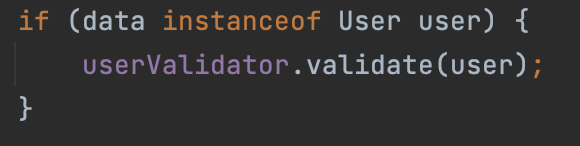 if (data instanceof User user) {
    userValidator.validate(user);
}